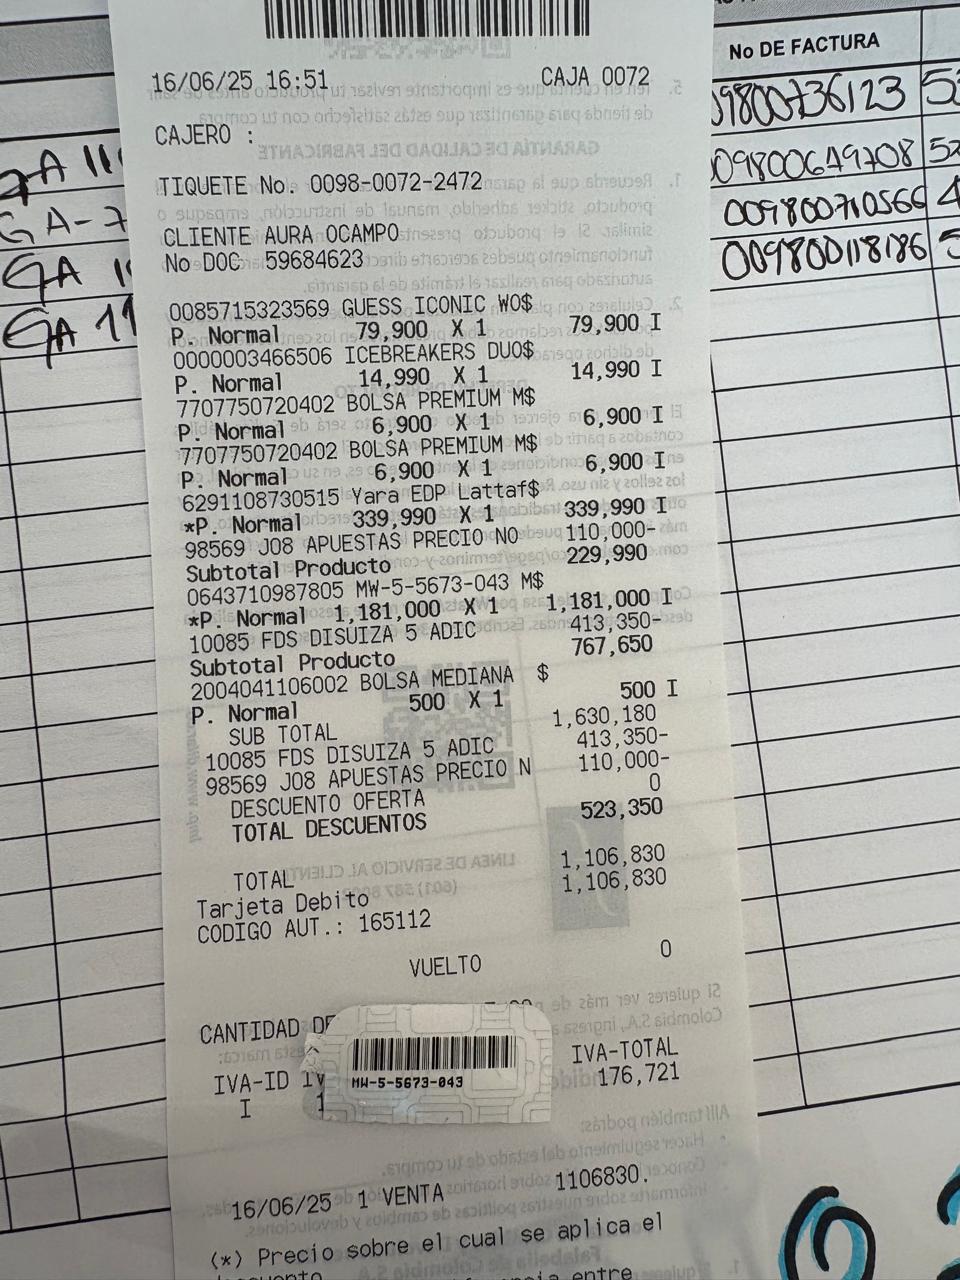 No DE FACTURA
00980736123
009800649708
009800710566
009800118186
16/06/25 16:51 CAJA 0072
CAJERO :
TIQUETE No. 0098-0072-2472
CLIENTE AURA OCAMPO
No DOC 59684623
0085715323569 GUESS ICONIC WO$
P. Normal 79,900 X 1 79,900 I
0000003466506 ICEBREAKERS DUO$
P. Normal 14,990 X 1 14,990 I
7707750720402 BOLSA PREMIUM M$
P. Normal 6,900 X 1 6,900 I
7707750720402 BOLSA PREMIUM M$
P. Normal 6,900 X 1 6,900 I
6291108730515 Yara EDP Lattaf$
*P. Normal 339,990 X 1 339,990 I
98569 J08 APUESTAS PRECIO NO 110,000-
Subtotal Producto 229,990
0643710987805 MW-5-5673-043 M$
*P. Normal 1,181,000 X 1 1,181,000 I
10085 FDS DISUIZA 5 ADIC 413,350-
Subtotal Producto 767,650
2004041106002 BOLSA MEDIANA $
P. Normal 500 X 1 500 I
SUB TOTAL 1,630,180
10085 FDS DISUIZA 5 ADIC 413,350-
98569 J08 APUESTAS PRECIO N 110,000-
DESCUENTO OFERTA 0
TOTAL DESCUENTOS 523,350
TOTAL 1,106,830
Tarjeta Debito 1,106,830
CODIGO AUT.: 165112
VUELTO 0
CANTIDAD DE
IVA-ID IV IVA-TOTAL
I 1 176,721
MW-5-5673-043
16/06/25 1 VENTA 1106830.
(*) Precio sobre el cual se aplica el